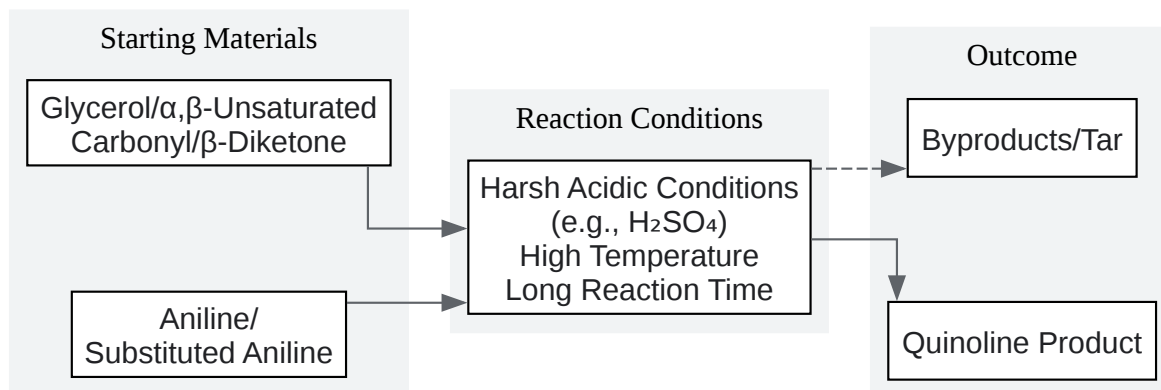 Starting Materials
Glycerol/α,β-Unsaturated
Carbonyl/β-Diketone
Aniline/
Substituted Aniline
Reaction Conditions
Harsh Acidic Conditions
(e.g., H₂SO₄)
High Temperature
Long Reaction Time
Outcome
Byproducts/Tar
Quinoline Product